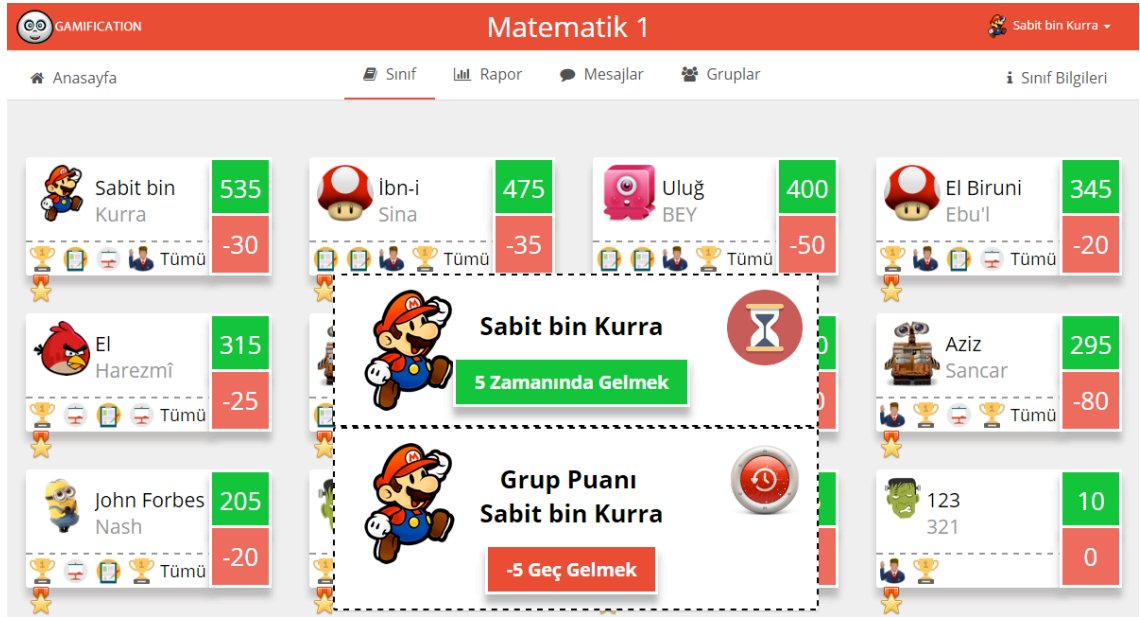 GAMIFICATION
Matematik 1
Sabit bin Kurra
Anasayfa
Sınıf
Rapor
Mesajlar
Gruplar
Sınıf Bilgileri
Sabit bin
Kurra
535
-30
Tümü
İbn-i
Sina
475
-35
Tümü
Uluğ
BEY
400
-50
Tümü
El Biruni
Ebu'l
345
-20
Tümü
El
Harezmî
315
-25
Tümü
Sabit bin Kurra
5 Zamanında Gelmek
Grup Puanı
Sabit bin Kurra
-5 Geç Gelmek
Aziz
Sancar
295
-80
Tümü
John Forbes
Nash
205
-20
Tümü
123
321
10
0